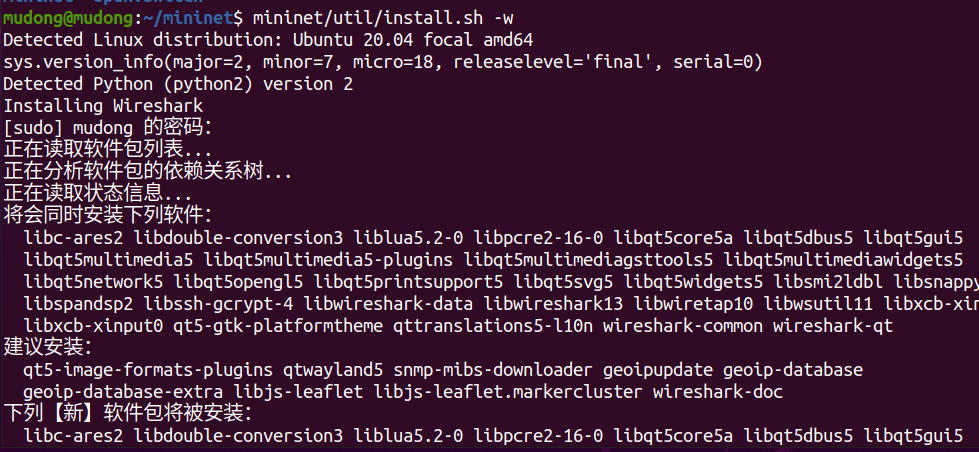 mudong@mudong:~/mininet$ mininet/util/install.sh -w
Detected Linux distribution: Ubuntu 20.04 focal amd64
sys.version_info(major=2, minor=7, micro=18, releaselevel='final', serial=0)
Detected Python (python2) version 2
Installing Wireshark
[sudo] mudong 的密码：
正在读取软件包列表...
正在分析软件包的依赖关系树...
正在读取状态信息...
将会同时安装下列软件：
  libc-ares2 libdouble-conversion3 liblua5.2-0 libpcre2-16-0 libqt5core5a libqt5dbus5 libqt5gui5
  libqt5multimedia5 libqt5multimedia5-plugins libqt5multimediagsttools5 libqt5multimediawidgets5
  libqt5network5 libqt5opengl5 libqt5printsupport5 libqt5svg5 libqt5widgets5 libsmi2ldbl libsnappy
  libspandsp2 libssh-gcrypt-4 libwireshark-data libwireshark13 libwiretap10 libwsutil11 libxcb-xin
  libxcb-xinput0 qt5-gtk-platformtheme qttranslations5-l10n wireshark-common wireshark-qt
建议安装：
  qt5-image-formats-plugins qtwayland5 snmp-mibs-downloader geoipupdate geoip-database
  geoip-database-extra libjs-leaflet libjs-leaflet.markercluster wireshark-doc
下列【新】软件包将被安装：
  libc-ares2 libdouble-conversion3 liblua5.2-0 libpcre2-16-0 libqt5core5a libqt5dbus5 libqt5gui5